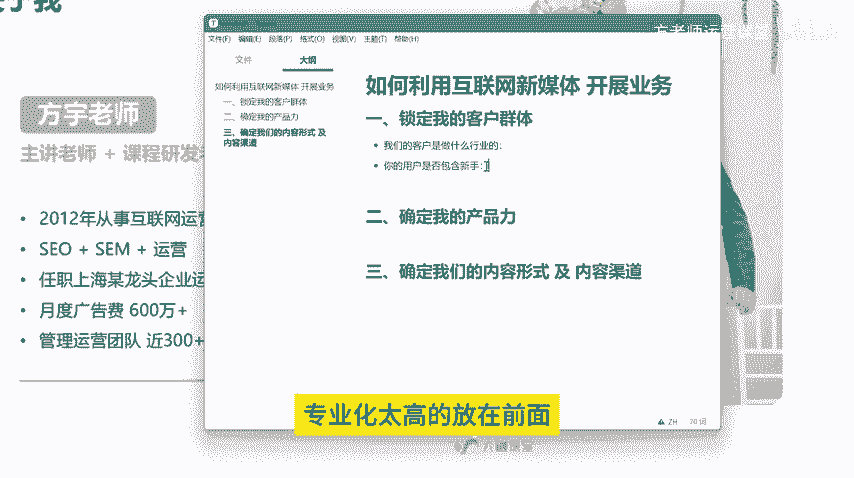 于我
方老师运营课堂
文件(F) 编辑(E) 段落(P) 格式(O) 视图(V) 主题(T) 帮助(H)
文件 大纲
如何利用互联网新媒体 开展业务
一、锁定我的客户群体
二、确定我的产品力
三、确定我们的内容形式 及
内容渠道
如何利用互联网新媒体 开展业务
一、锁定我的客户群体
• 我们的客户是做什么行业的:
• 你的用户是否包含新手:
二、确定我的产品力
三、确定我们的内容形式 及 内容渠道
ZH 70 词
方宇老师
主讲老师 + 课程研发
• 2012年从事互联网运营
• SEO + SEM + 运营
• 任职上海某龙头企业运
• 月度广告费 600万+
• 管理运营团队 近300+
专业化太高的放在前面